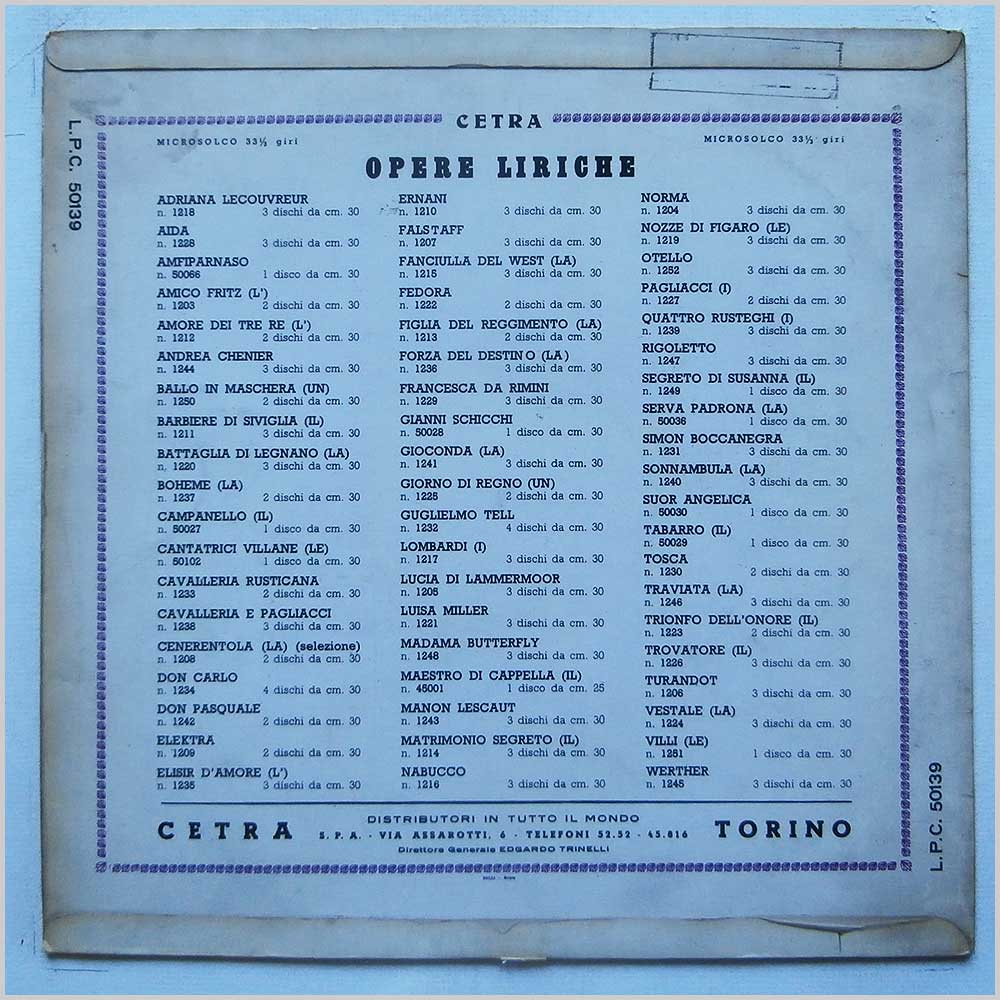 CETRA
MICROSOLCO 33⅓ giri
MICROSOLCO 33⅓ giri
OPERE LIRICHE
L.P.C. 50139
ADRIANA LECOUVREUR
n. 1218 3 dischi da cm. 30
AIDA
n. 1228 3 dischi da cm. 30
AMFIPARNASO
n. 50066 1 disco da cm. 30
AMICO FRITZ (L')
n. 1203 2 dischi da cm. 30
AMORE DEI TRE RE (L')
n. 1212 2 dischi da cm. 30
ANDREA CHENIER
n. 1244 3 dischi da cm. 30
BALLO IN MASCHERA (UN)
n. 1250 2 dischi da cm. 30
BARBIERE DI SIVIGLIA (IL)
n. 1211 3 dischi da cm. 30
BATTAGLIA DI LEGNANO (LA)
n. 1220 3 dischi da cm. 30
BOHEME (LA)
n. 1237 2 dischi da cm. 30
CAMPANELLO (IL)
n. 50027 1 disco da cm. 30
CANTATRICI VILLANE (LE)
n. 50102 1 disco da cm. 30
CAVALLERIA RUSTICANA
n. 1233 2 dischi da cm. 30
CAVALLERIA E PAGLIACCI
n. 1238 3 dischi da cm. 30
CENERENTOLA (LA) (selezione)
n. 1208 2 dischi da cm. 30
DON CARLO
n. 1234 4 dischi da cm. 30
DON PASQUALE
n. 1242 2 dischi da cm. 30
ELEKTRA
n. 1209 2 dischi da cm. 30
ELISIR D'AMORE (L')
n. 1235 3 dischi da cm. 30
ERNANI
n. 1210 3 dischi da cm. 30
FALSTAFF
n. 1207 3 dischi da cm. 30
FANCIULLA DEL WEST (LA)
n. 1215 3 dischi da cm. 30
FEDORA
n. 1222 2 dischi da cm. 30
FIGLIA DEL REGGIMENTO (LA)
n. 1213 2 dischi da cm. 30
FORZA DEL DESTINO (LA)
n. 1236 3 dischi da cm. 30
FRANCESCA DA RIMINI
n. 1229 3 dischi da cm. 30
GIANNI SCHICCHI
n. 50028 1 disco da cm. 30
GIOCONDA (LA)
n. 1241 3 dischi da cm. 30
GIORNO DI REGNO (UN)
n. 1225 2 dischi da cm. 30
GUGLIELMO TELL
n. 1232 4 dischi da cm. 30
LOMBARDI (I)
n. 1217 3 dischi da cm. 30
LUCIA DI LAMMERMOOR
n. 1205 3 dischi da cm. 30
LUISA MILLER
n. 1221 3 dischi da cm. 30
MADAMA BUTTERFLY
n. 1248 3 dischi da cm. 30
MAESTRO DI CAPPELLA (IL)
n. 45001 1 disco da cm. 25
MANON LESCAUT
n. 1243 3 dischi da cm. 30
MATRIMONIO SEGRETO (IL)
n. 1214 3 dischi da cm. 30
NABUCCO
n. 1216 3 dischi da cm. 30
NORMA
n. 1204 3 dischi da cm. 30
NOZZE DI FIGARO (LE)
n. 1219 3 dischi da cm. 30
OTELLO
n. 1252 3 dischi da cm. 30
PAGLIACCI (I)
n. 1227 2 dischi da cm. 30
QUATTRO RUSTEGHI (I)
n. 1239 3 dischi da cm. 30
RIGOLETTO
n. 1247 3 dischi da cm. 30
SEGRETO DI SUSANNA (IL)
n. 1249 1 disco da cm. 30
SERVA PADRONA (LA)
n. 50036 1 disco da cm. 30
SIMON BOCCANEGRA
n. 1231 3 dischi da cm. 30
SONNAMBULA (LA)
n. 1240 3 dischi da cm. 30
SUOR ANGELICA
n. 50030 1 disco da cm. 30
TABARRO (IL)
n. 50029 1 disco da cm. 30
TOSCA
n. 1230 2 dischi da cm. 30
TRAVIATA (LA)
n. 1246 3 dischi da cm. 30
TRIONFO DELL'ONORE (IL)
n. 1223 2 dischi da cm. 30
TROVATORE (IL)
n. 1226 3 dischi da cm. 30
TURANDOT
n. 1206 3 dischi da cm. 30
VESTALE (LA)
n. 1224 3 dischi da cm. 30
VILLI (LE)
n. 1251 1 disco da cm. 30
WERTHER
n. 1245 3 dischi da cm. 30
DISTRIBUTORI IN TUTTO IL MONDO
CETRA S.P.A. - VIA ASSAROTTI, 6 - TELEFONI 52.52 - 45.816 TORINO
Direttore Generale EDGARDO TRINELLI
L.P.C. 50139